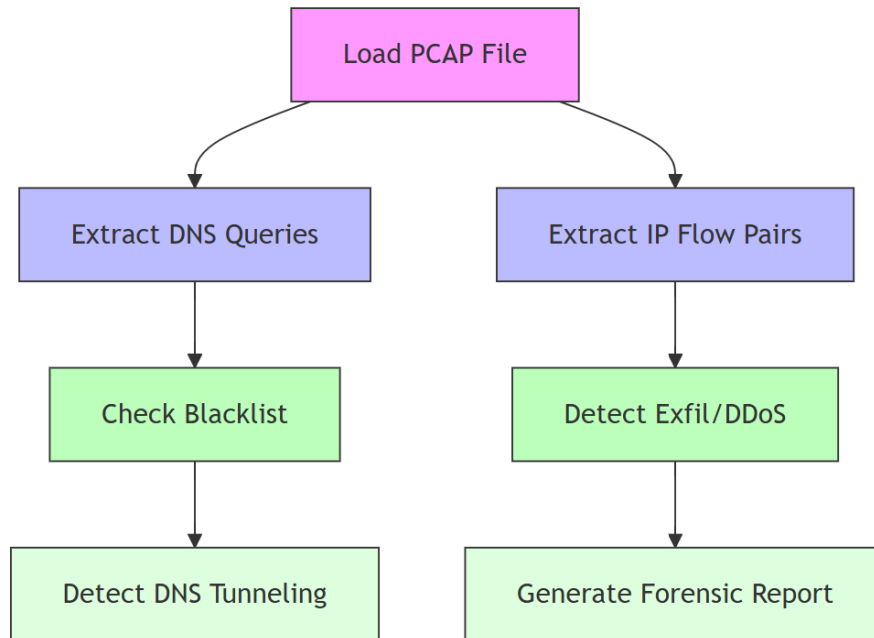 Load PCAP File
Extract DNS Queries
Extract IP Flow Pairs
Check Blacklist
Detect Exfil/DDoS
Detect DNS Tunneling
Generate Forensic Report